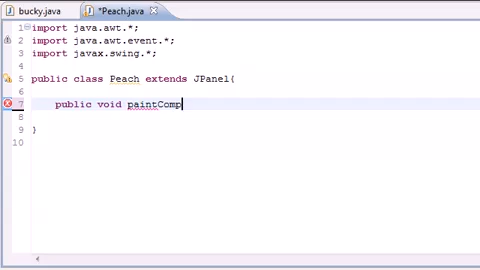 bucky.java *Peach.java
1 import java.awt.*;
2 import java.awt.event.*;
3 import javax.swing.*;
4
5 public class Peach extends JPanel{
6
7 public void paintComp
8
9 }
10